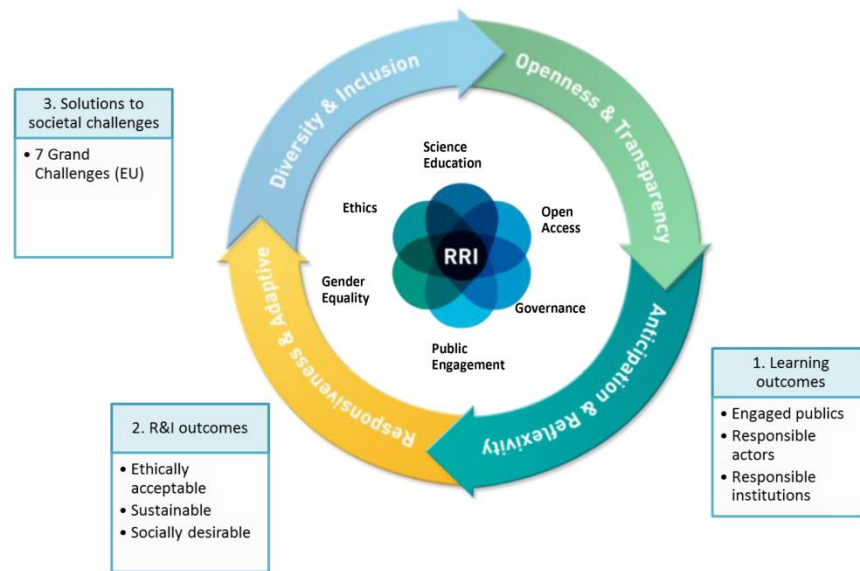 Diversity & Inclusion
Openness & Transparency
3. Solutions to
societal challenges
• 7 Grand
Challenges (EU)
Science
Education
Ethics
Open
Access
RRI
Gender
Equality
Governance
Public
Engagement
Responsiveness & Adaptive
Anticipation & Reflexivity
1. Learning
outcomes
• Engaged publics
• Responsible
actors
• Responsible
institutions
2. R&I outcomes
• Ethically
acceptable
• Sustainable
• Socially desirable